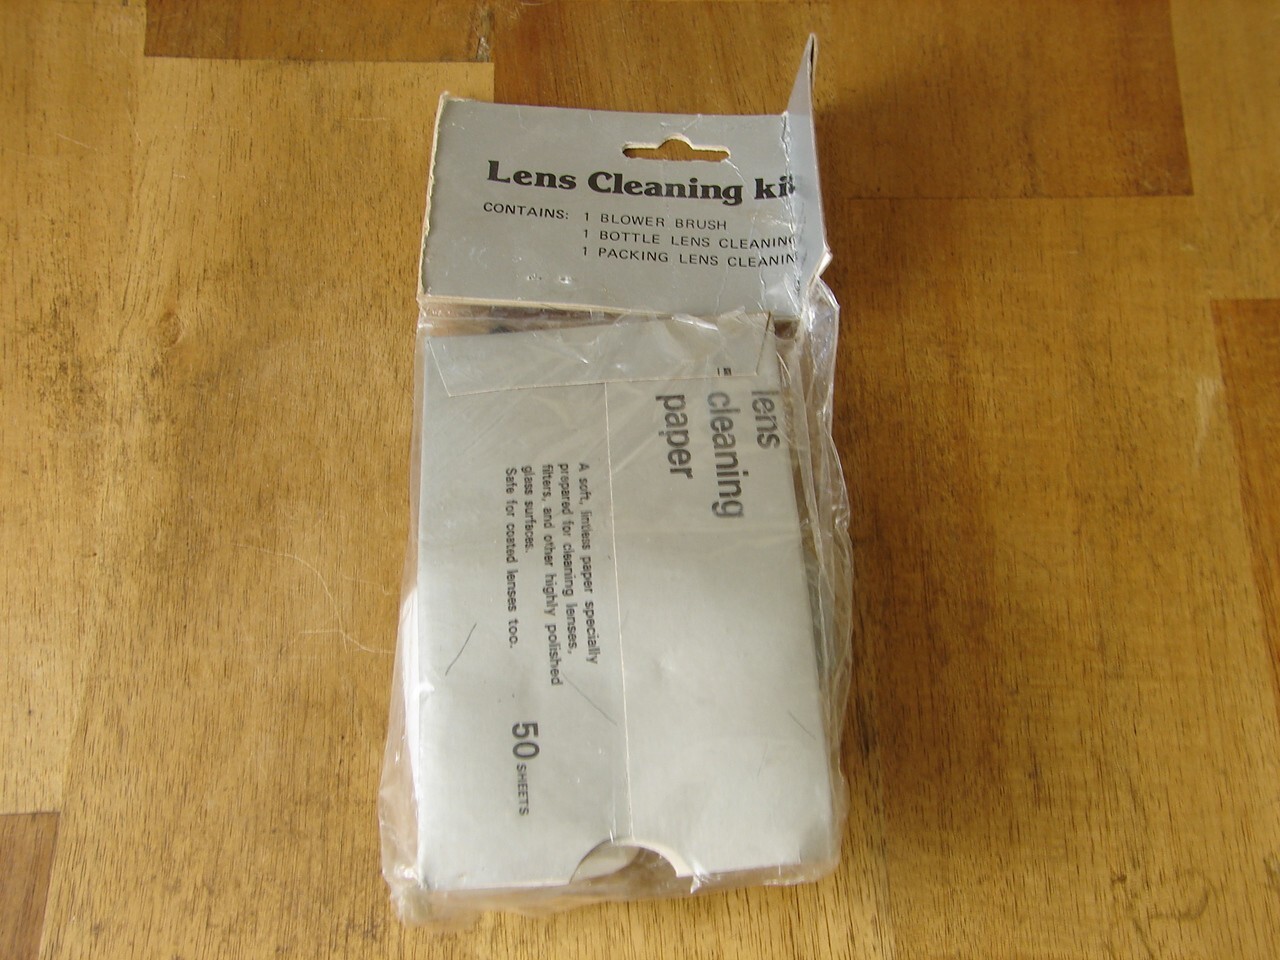 Lens Cleaning kit
CONTAINS: 1 BLOWER BRUSH
1 BOTTLE LENS CLEANING
1 PACKING LENS CLEANIN
lens
cleaning
paper
A soft, lintless paper specially
prepared for cleaning lenses,
filters, and other highly polished
glass surfaces.
Safe for coated lenses too.
50 SHEETS